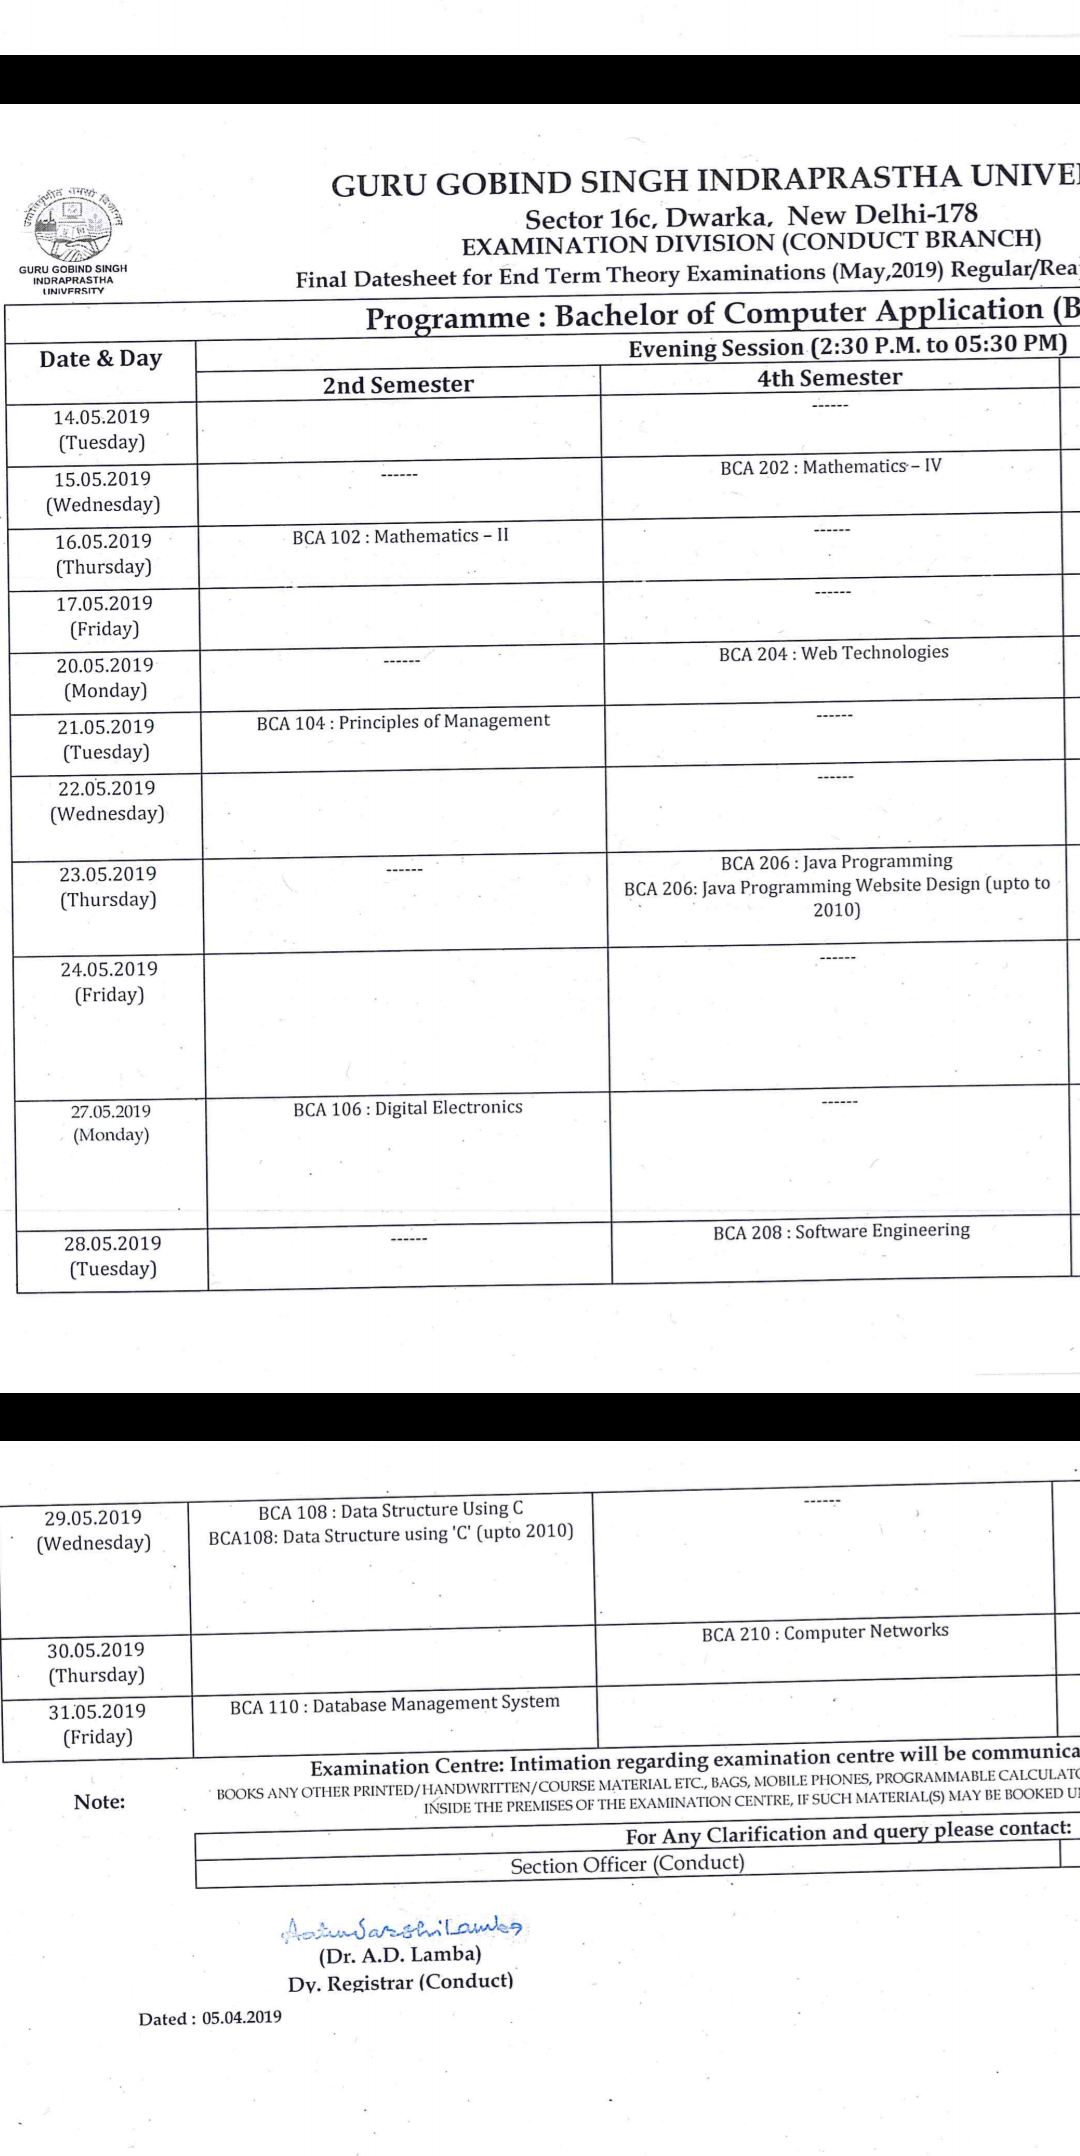 GURU GOBIND SINGH INDRAPRASTHA UNIVE
Sector 16c, Dwarka, New Delhi-178
EXAMINATION DIVISION (CONDUCT BRANCH)
GURU GOBIND SINGH
INDRAPRASTHA
UNIVERSITY
Final Datesheet for End Term Theory Examinations (May,2019) Regular/Rea
Programme : Bachelor of Computer Application (B
Date & Day
Evening Session (2:30 P.M. to 05:30 PM)
2nd Semester 4th Semester
14.05.2019 ------
(Tuesday)
15.05.2019 ------ BCA 202 : Mathematics – IV
(Wednesday)
16.05.2019 BCA 102 : Mathematics – II ------
(Thursday)
17.05.2019 ------
(Friday)
20.05.2019 ------ BCA 204 : Web Technologies
(Monday)
21.05.2019 BCA 104 : Principles of Management ------
(Tuesday)
22.05.2019 ------
(Wednesday)
23.05.2019 ------ BCA 206 : Java Programming
(Thursday) BCA 206: Java Programming Website Design (upto to
2010)
24.05.2019 ------
(Friday)
27.05.2019 BCA 106 : Digital Electronics ------
(Monday)
28.05.2019 ------ BCA 208 : Software Engineering
(Tuesday)
29.05.2019 BCA 108 : Data Structure Using C ------
(Wednesday) BCA108: Data Structure using 'C' (upto 2010)
30.05.2019 BCA 210 : Computer Networks
(Thursday)
31.05.2019 BCA 110 : Database Management System
(Friday)
Examination Centre: Intimation regarding examination centre will be communica
Note: BOOKS ANY OTHER PRINTED/HANDWRITTEN/COURSE MATERIAL ETC., BAGS, MOBILE PHONES, PROGRAMMABLE CALCULATO
INSIDE THE PREMISES OF THE EXAMINATION CENTRE, IF SUCH MATERIAL(S) MAY BE BOOKED U
For Any Clarification and query please contact:
Section Officer (Conduct)
(Dr. A.D. Lamba)
Dy. Registrar (Conduct)
Dated : 05.04.2019